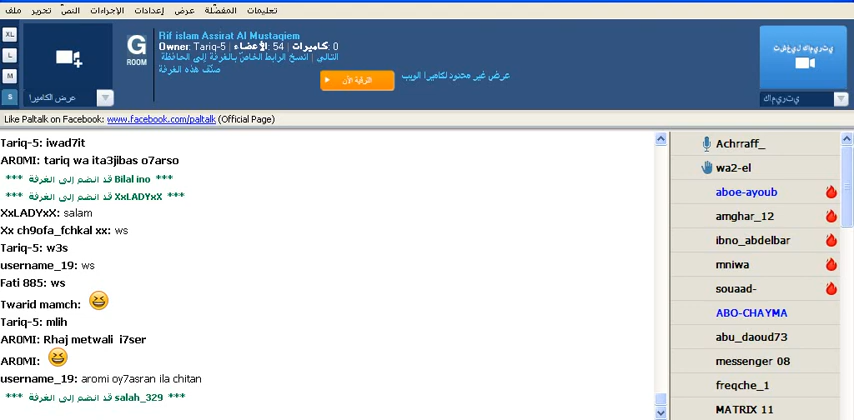 ملف تحرير النصّ الإجراءات إعدادات عرض المفضّلة تعليمات
XL
L
M
S
G
ROOM
Rif islam Assirat Al Mustaqiem
Owner: Tariq-5 | الأعضاء: 54 | كاميرات: 0
التالي | انسخ الرابط الخاصّ بالغرفة إلى الحافظة
صنّف هذه الغرفة
الترقية الآن
عرض غير محدود لكاميرا الويب
عرض الكاميرا
Like Paltalk on Facebook: www.facebook.com/paltalk (Official Page)
Tariq-5: iwad7it
AR0MI: tariq wa ita3jibas o7arso
*** قد انضم إلى الغرفة Bilal ino ***
*** قد انضم إلى الغرفة XxLADYxX ***
XxLADYxX: salam
Xx ch9ofa_fchkal xx: ws
Tariq-5: w3s
username_19: ws
Fati 885: ws
Twarid mamch:
Tariq-5: mlih
AR0MI: Rhaj metwali i7ser
AR0MI:
username_19: aromi oy7asran ila chitan
*** قد انضم إلى الغرفة salah_329 ***
Achrraff_
wa2-el
aboe-ayoub
amghar_12
ibno_abdelbar
mniwa
souaad-
ABO-CHAYMA
abu_daoud73
messenger 08
freqche_1
MATRIX 11